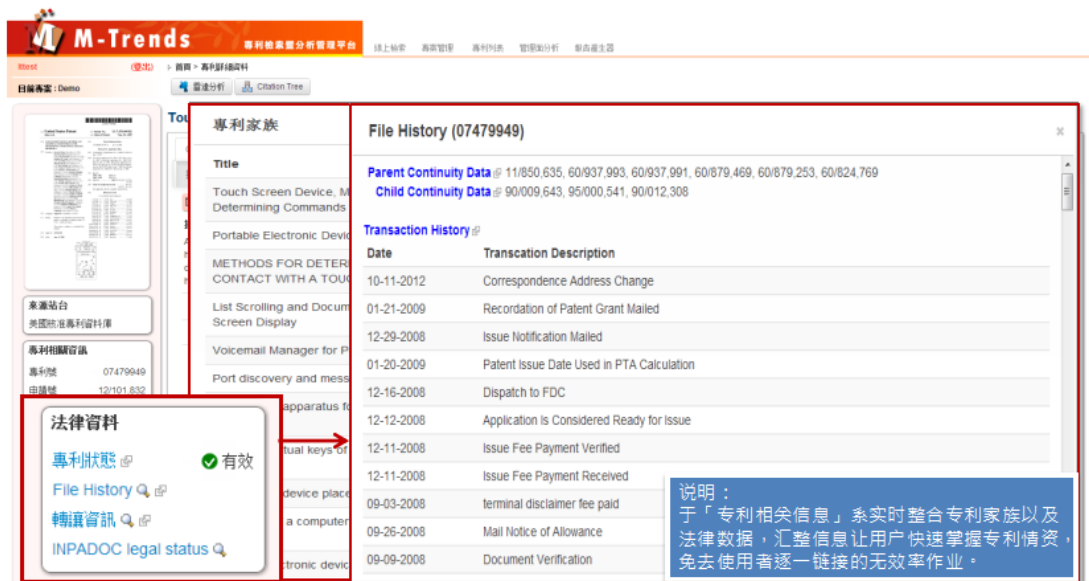 M-Trends
專利檢索暨分析管理平台
線上檢索 專案管理 專利列表 管理面分析 報告產生器
ittest (登出)
首頁 > 專利詳細資料
目前專案 : Demo
雷達分析 Citation Tree
United States Patent
Tou
來源站台
美國核准專利資料庫
專利相關資訊
專利號 07479949
申請號 12/101,832
專利家族
Title
Touch Screen Device, M
Determining Commands
Portable Electronic Devic
METHODS FOR DETER
CONTACT WITH A TOU
List Scrolling and Docum
Screen Display
Voicemail Manager for P
Port discovery and mess
apparatus fo
tual keys of
device place
a computer
ctronic devic
法律資料
專利狀態 有效
File History
轉讓資訊
INPADOC legal status
File History (07479949)
×
Parent Continuity Data 11/850,635, 60/937,993, 60/937,991, 60/879,469, 60/879,253, 60/824,769
Child Continuity Data 90/009,643, 95/000,541, 90/012,308
Transaction History
Date Transcation Description
10-11-2012 Correspondence Address Change
01-21-2009 Recordation of Patent Grant Mailed
12-29-2008 Issue Notification Mailed
01-20-2009 Patent Issue Date Used in PTA Calculation
12-16-2008 Dispatch to FDC
12-12-2008 Application Is Considered Ready for Issue
12-11-2008 Issue Fee Payment Verified
12-11-2008 Issue Fee Payment Received
09-03-2008 terminal disclaimer fee paid
09-26-2008 Mail Notice of Allowance
09-09-2008 Document Verification
说明：
于「专利相关信息」系实时整合专利家族以及
法律数据，汇整信息让用户快速掌握专利情资，
免去使用者逐一链接的无效率作业。